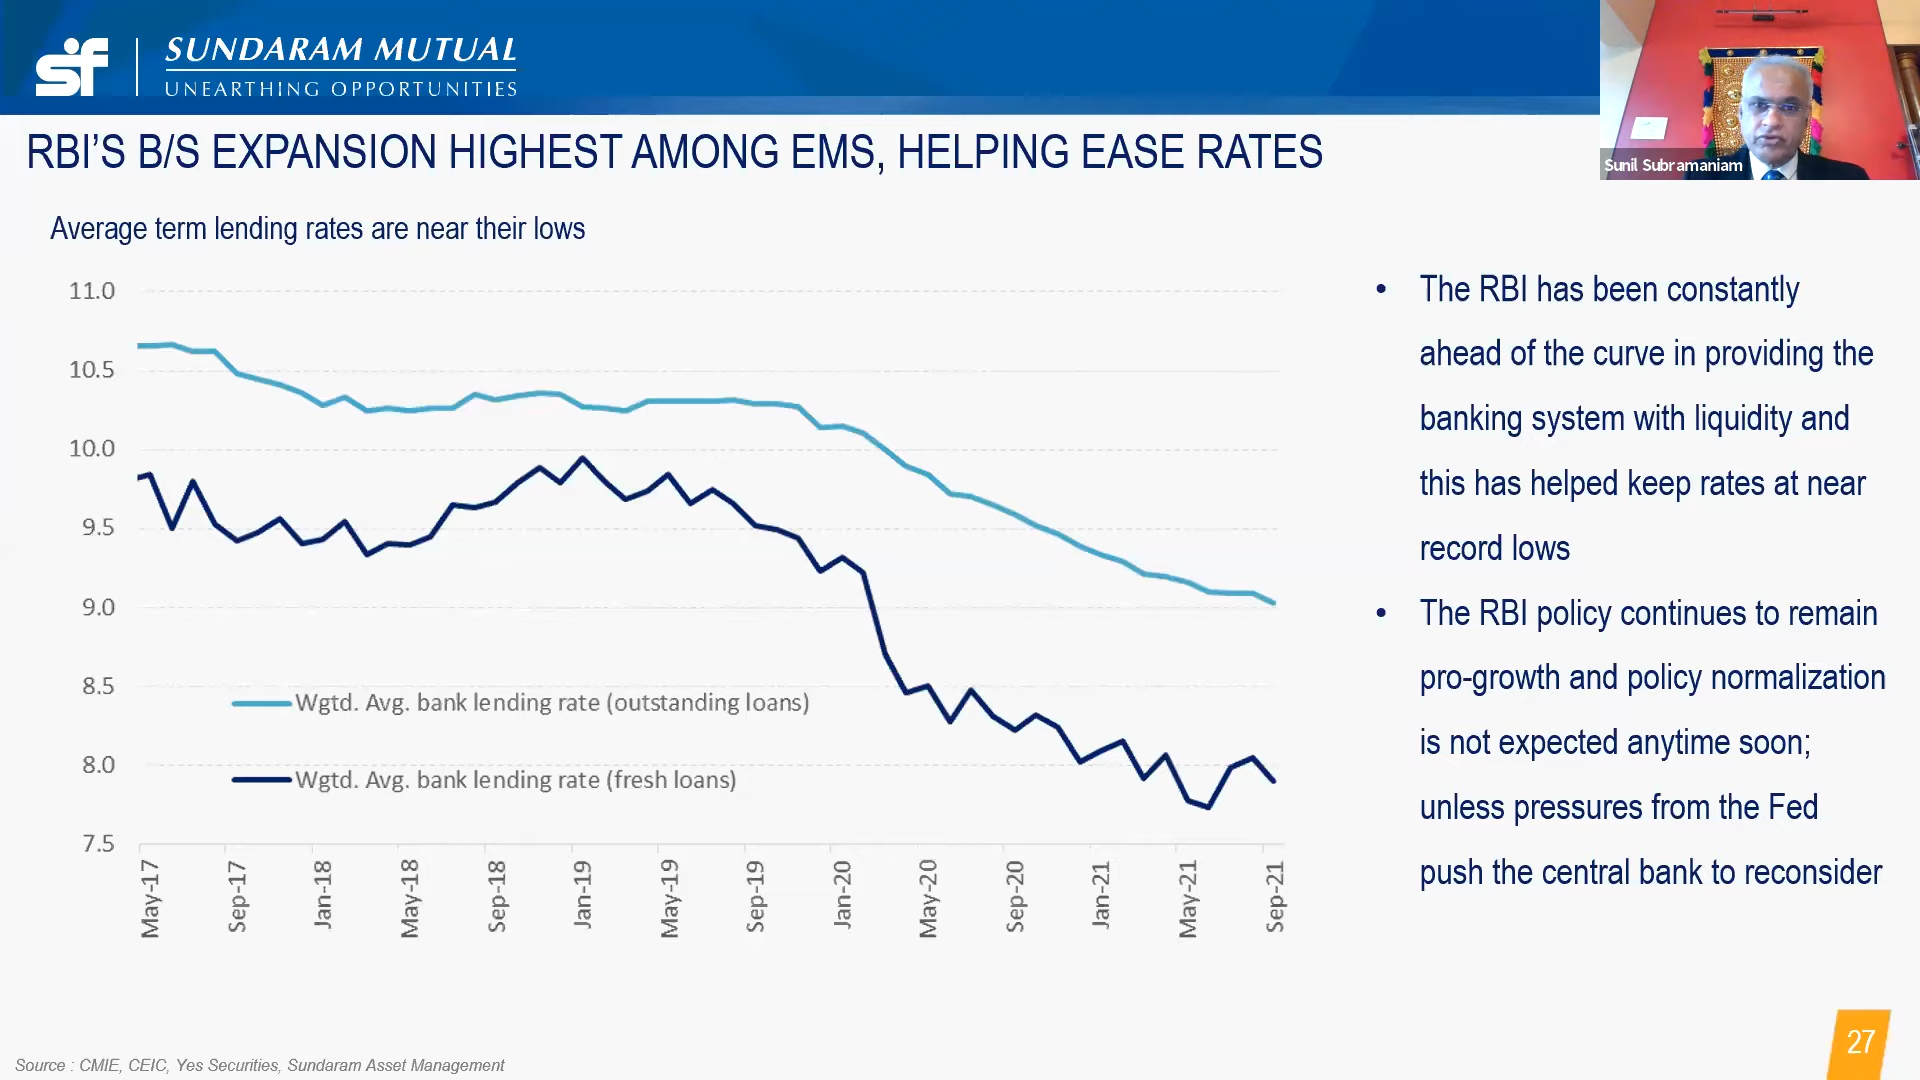 sf
SUNDARAM MUTUAL
UNEARTHING OPPORTUNITIES
Sunil Subramaniam
RBI'S B/S EXPANSION HIGHEST AMONG EMS, HELPING EASE RATES
Average term lending rates are near their lows
11.0
10.5
10.0
9.5
9.0
8.5
8.0
7.5
Wgtd. Avg. bank lending rate (outstanding loans)
Wgtd. Avg. bank lending rate (fresh loans)
May-17
Sep-17
Jan-18
May-18
Sep-18
Jan-19
May-19
Sep-19
Jan-20
May-20
Sep-20
Jan-21
May-21
Sep-21
• The RBI has been constantly
ahead of the curve in providing the
banking system with liquidity and
this has helped keep rates at near
record lows
• The RBI policy continues to remain
pro-growth and policy normalization
is not expected anytime soon;
unless pressures from the Fed
push the central bank to reconsider
27
Source : CMIE, CEIC, Yes Securities, Sundaram Asset Management